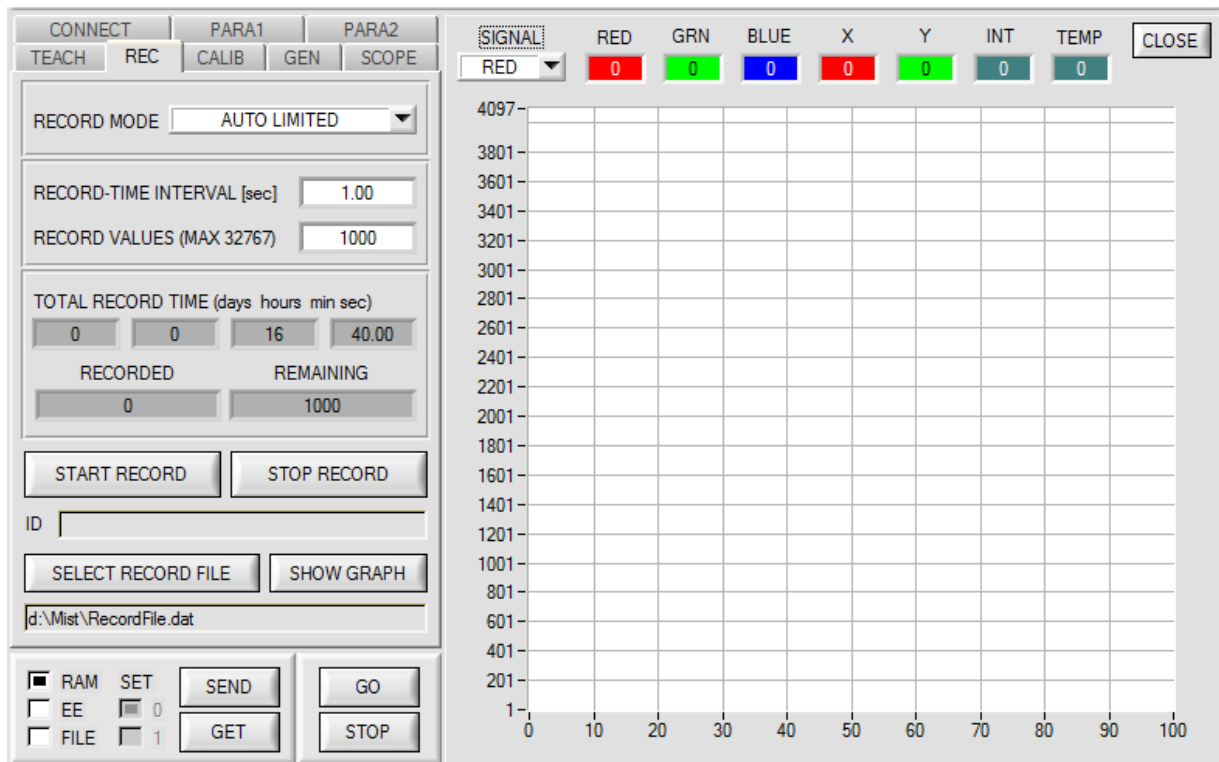 CONNECT PARA1 PARA2
TEACH REC CALIB GEN SCOPE
RECORD MODE AUTO LIMITED
RECORD-TIME INTERVAL [sec] 1.00
RECORD VALUES (MAX 32767) 1000
TOTAL RECORD TIME (days hours min sec)
0 0 16 40.00
RECORDED REMAINING
0 1000
START RECORD STOP RECORD
ID
SELECT RECORD FILE SHOW GRAPH
d:\Mist\RecordFile.dat
RAM SET SEND GO
EE 0
FILE 1 GET STOP
SIGNAL RED GRN BLUE X Y INT TEMP CLOSE
RED 0 0 0 0 0 0 0
4097
3801
3601
3401
3201
3001
2801
2601
2401
2201
2001
1801
1601
1401
1201
1001
801
601
401
201
1
0 10 20 30 40 50 60 70 80 90 100